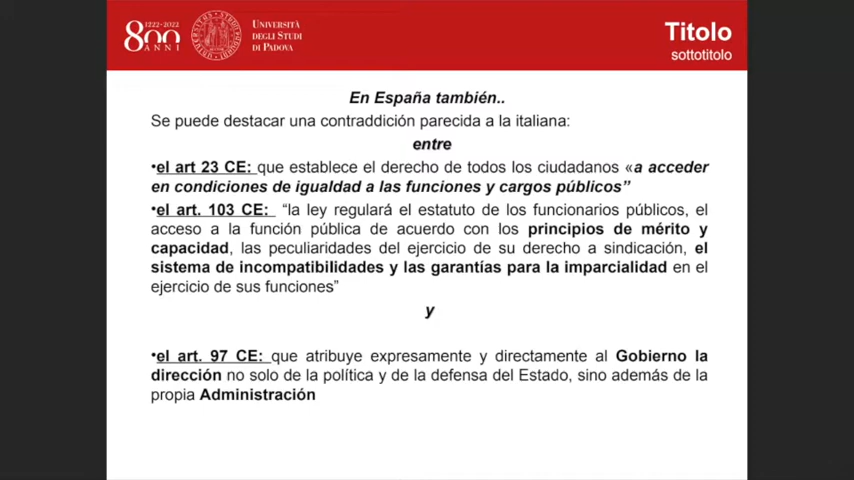 1222-2022
800
ANNI
UNIVERSITÀ
DEGLI STUDI
DI PADOVA
Titolo
sottotitolo
En España también..
Se puede destacar una contraddición parecida a la italiana:
entre
•el art 23 CE: que establece el derecho de todos los ciudadanos «a acceder
en condiciones de igualdad a las funciones y cargos públicos”
•el art. 103 CE: “la ley regulará el estatuto de los funcionarios públicos, el
acceso a la función pública de acuerdo con los principios de mérito y
capacidad, las peculiaridades del ejercicio de su derecho a sindicación, el
sistema de incompatibilidades y las garantías para la imparcialidad en el
ejercicio de sus funciones”
y
•el art. 97 CE: que atribuye expresamente y directamente al Gobierno la
dirección no solo de la política y de la defensa del Estado, sino además de la
propia Administración